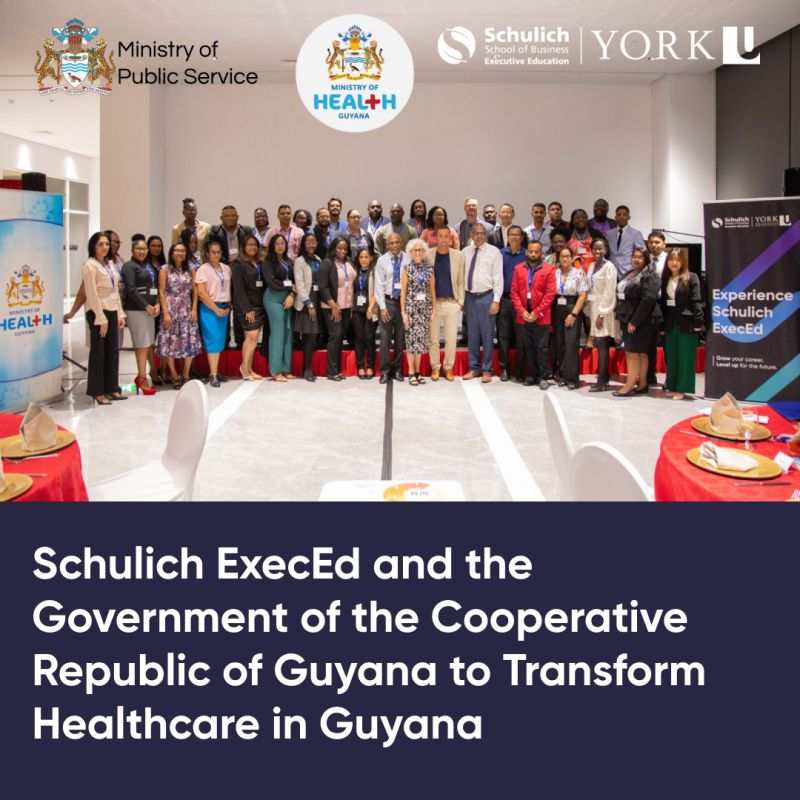 Ministry of
Public Service
MINISTRY OF
HEALTH
GUYANA
Schulich
School of Business
Executive Education
YORK U
MINISTRY OF
HEALTH
GUYANA
Schulich
YORK U
Experience
Schulich
ExecEd
Grow your career.
Level up for the future.
Schulich ExecEd and the
Government of the Cooperative
Republic of Guyana to Transform
Healthcare in Guyana